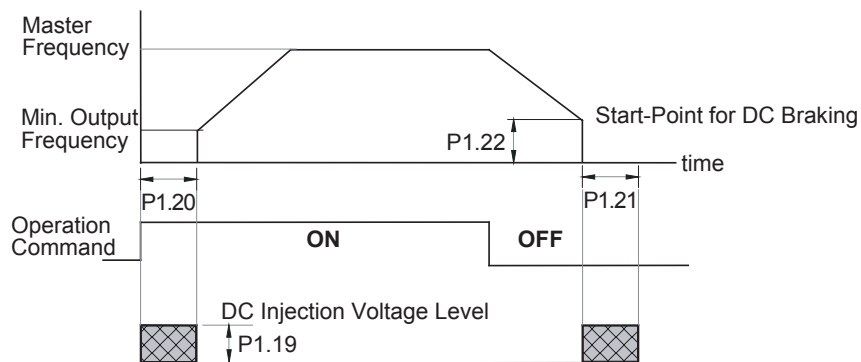 Master
Frequency
Min. Output
Frequency
Start-Point for DC Braking
P1.22
time
P1.20
P1.21
Operation
Command
ON
OFF
DC Injection Voltage Level
P1.19